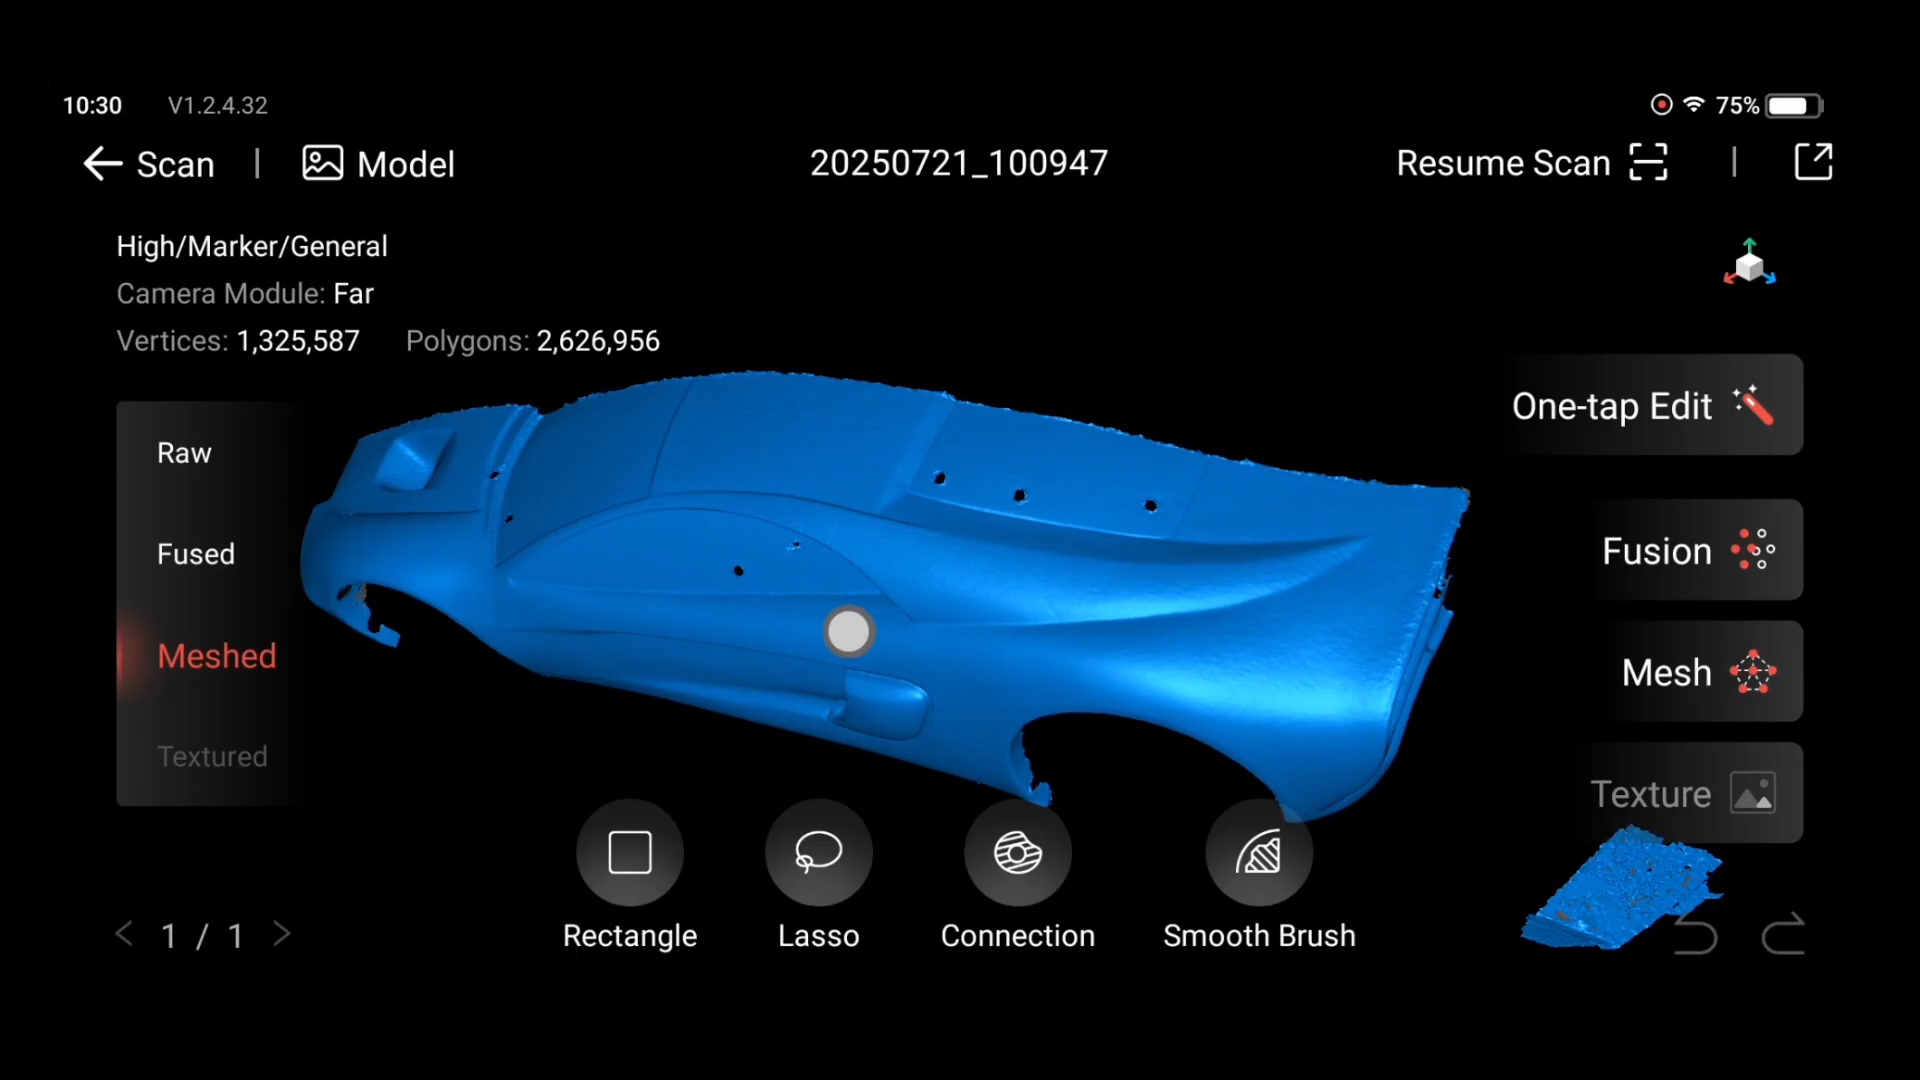 10:30 V1.2.4.32 75%
Scan | Model 20250721_100947 Resume Scan |
High/Marker/General
Camera Module: Far
Vertices: 1,325,587 Polygons: 2,626,956
One-tap Edit
Raw
Fused
Fusion
Meshed
Mesh
Textured
Texture
Rectangle
Lasso
Connection
Smooth Brush
< 1 / 1 >